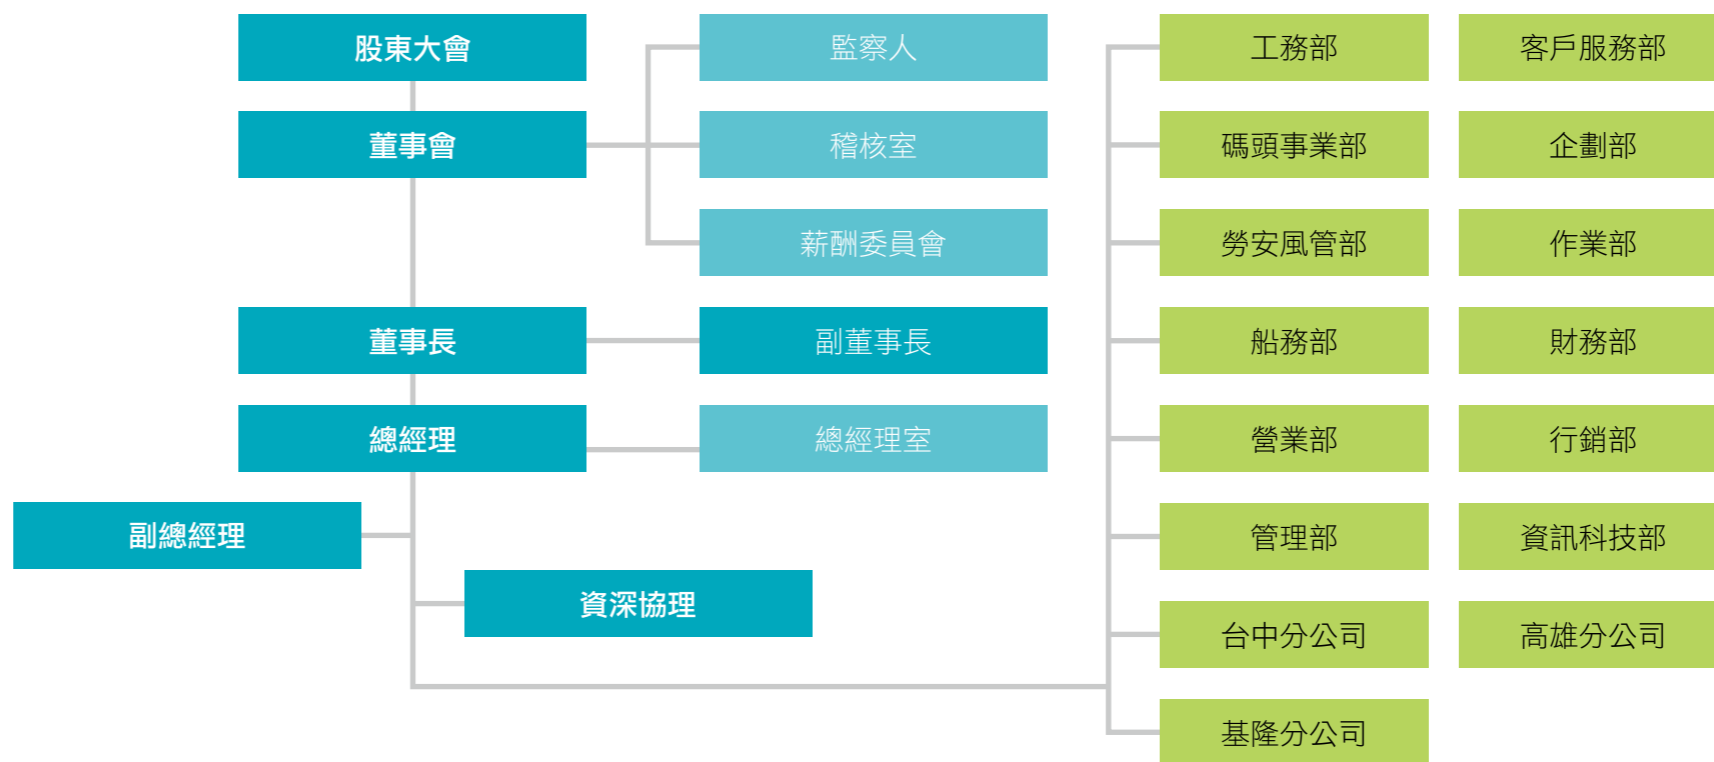 股東大會
董事會
監察人
稽核室
薪酬委員會
董事長
副董事長
總經理
總經理室
副總經理
資深協理
工務部
客戶服務部
碼頭事業部
企劃部
勞安風管部
作業部
船務部
財務部
營業部
行銷部
管理部
資訊科技部
台中分公司
高雄分公司
基隆分公司